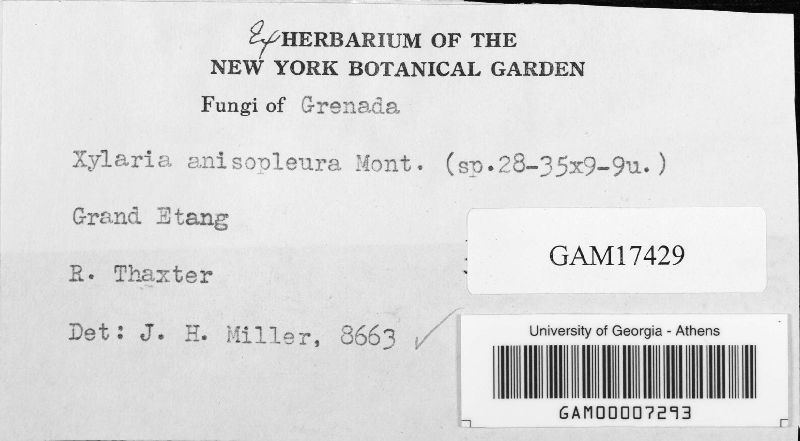 Ex HERBARIUM OF THE
NEW YORK BOTANICAL GARDEN
Fungi of Grenada
Xylaria anisopleura Mont. (sp.28-35x9-9u.)
Grand Etang
R. Thaxter
GAM17429
Det: J. H. Miller, 8663
University of Georgia - Athens
GAM00007293